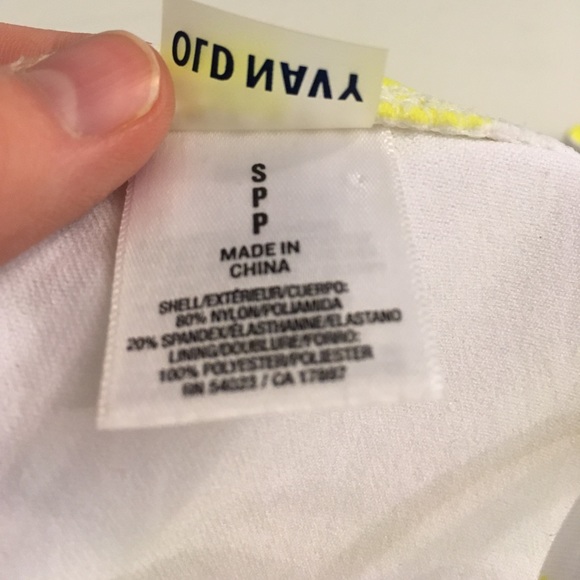 OLD NAVY
S
P
P
MADE IN
CHINA
SHELL/EXTÉRIEUR/CUERPO:
80% NYLON/POLIAMIDA
20% SPANDEX/ÉLASTHANNE/ELASTANO
LINING/DOUBLURE/FORRO:
100% POLYESTER/POLIESTER
RN 54023 / CA 17897